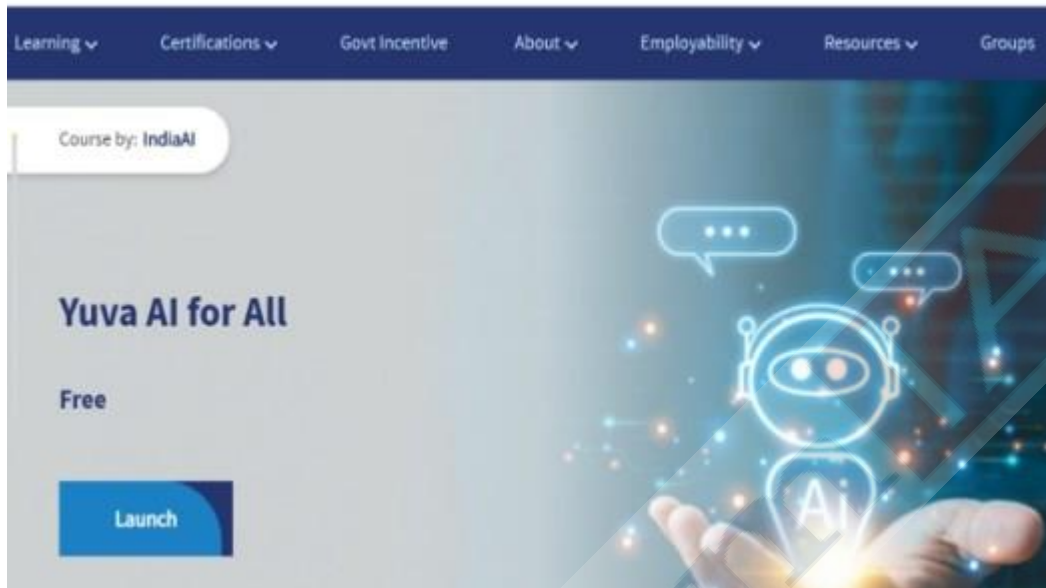 Learning Certifications Govt Incentive About Employability Resources Groups
Course by: IndiaAI
Yuva AI for All
Free
Launch
Ai